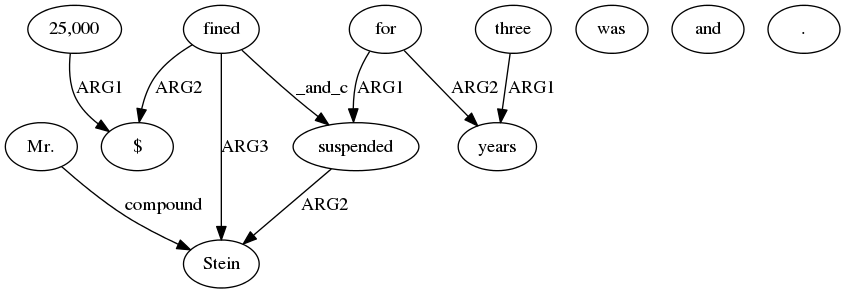 25,000 fined for three was and .
ARG1 ARG2 _and_c ARG1 ARG2 ARG1
Mr. $ ARG3 suspended years
compound ARG2
Stein